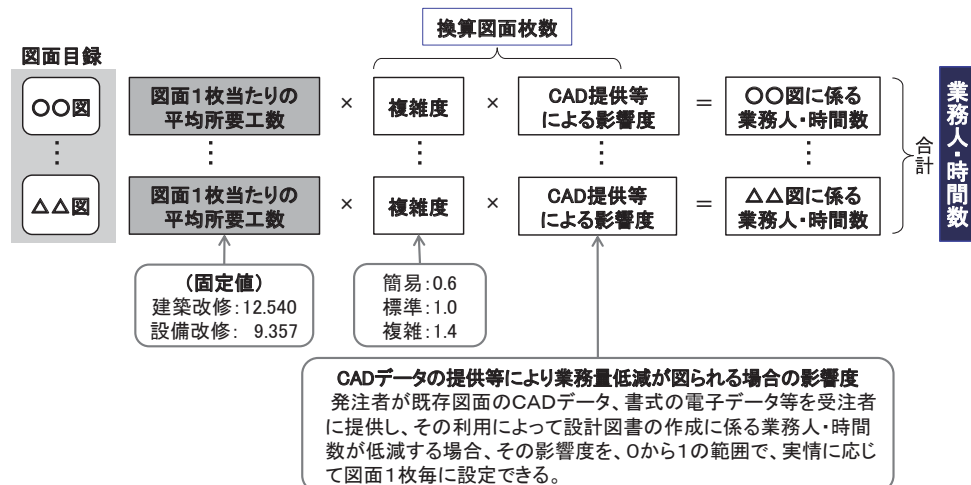 換算図面枚数
図面目録
〇〇図
図面1枚当たりの
平均所要工数
×
複雑度
×
CAD提供等
による影響度
=
〇〇図に係る
業務人・時間数
合計
業務人・時間数
△△図
図面1枚当たりの
平均所要工数
×
複雑度
×
CAD提供等
による影響度
=
△△図に係る
業務人・時間数
(固定値)
建築改修:12.540
設備改修: 9.357
簡易:0.6
標準:1.0
複雑:1.4
CADデータの提供等により業務量低減が図られる場合の影響度
発注者が既存図面のCADデータ、書式の電子データ等を受注者
に提供し、その利用によって設計図書の作成に係る業務人・時間
数が低減する場合、その影響度を、0から1の範囲で、実情に応じ
て図面1枚毎に設定できる。